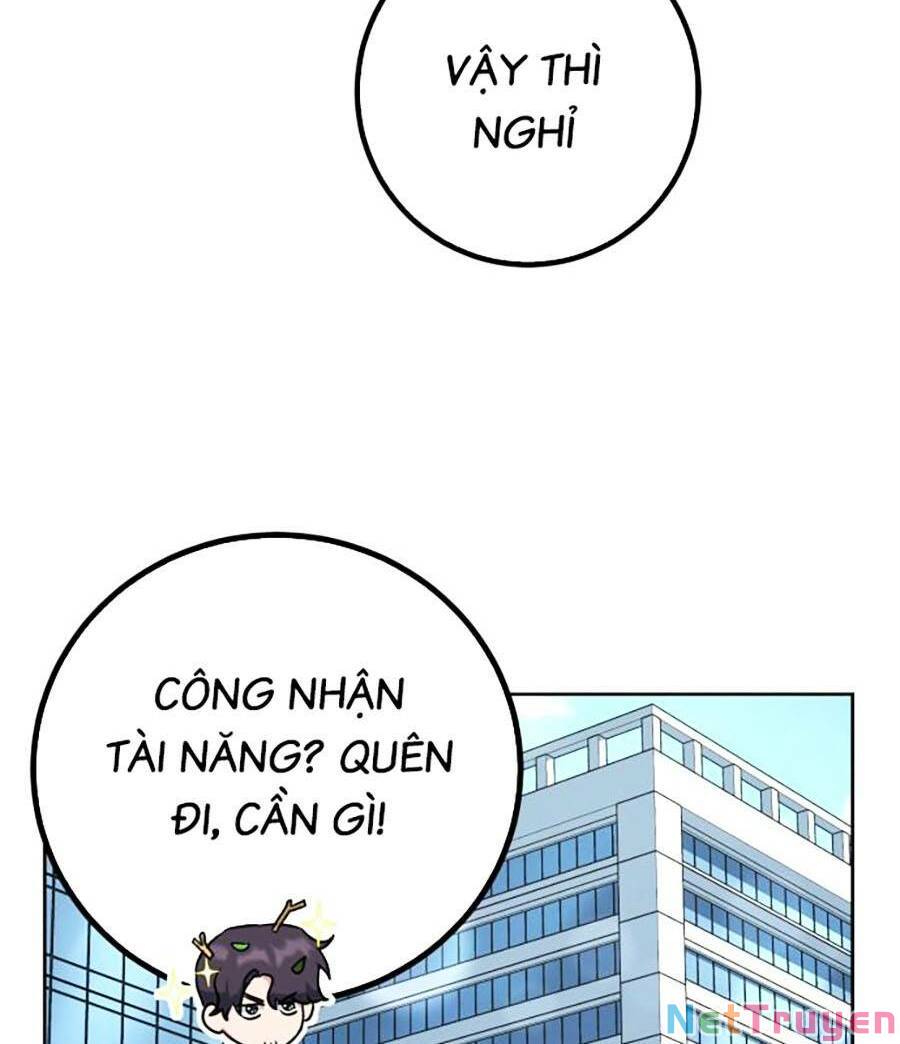 VẬY THÌ
NGHỈ
CÔNG NHẬN
TÀI NĂNG? QUÊN
ĐI, CẦN GÌ!
NetTruyen